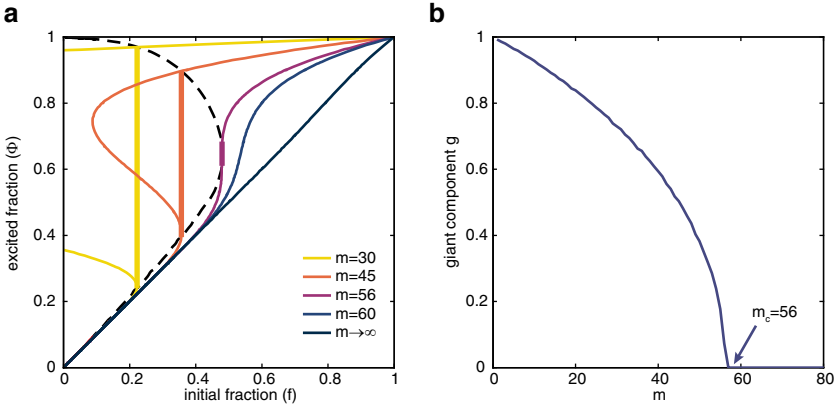 a
excited fraction (Φ)
1
0.8
0.6
0.4
0.2
0
0 0.2 0.4 0.6 0.8 1
initial fraction (f)
m=30
m=45
m=56
m=60
m→∞
b
giant component g
1
0.8
0.6
0.4
0.2
0
0 20 40 60 80
m
m_c=56